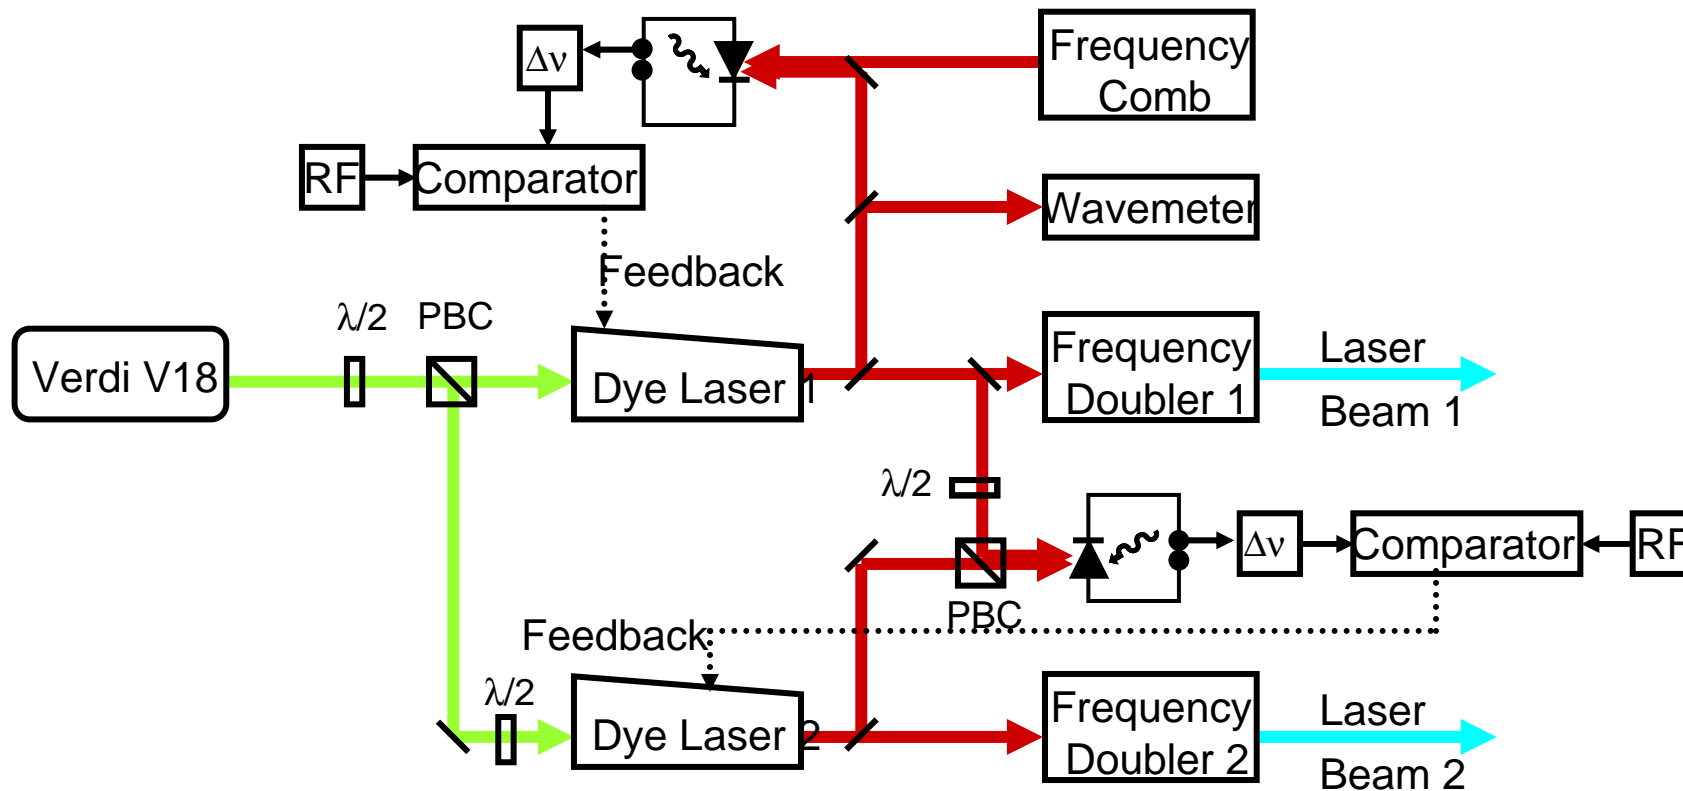 Frequency
Comb
Δν
RF
Comparator
Wavemeter
Feedback
λ/2
PBC
Verdi V18
Dye Laser 1
Frequency
Doubler 1
Laser
Beam 1
λ/2
Δν
Comparator
RF
PBC
Feedback
λ/2
Dye Laser 2
Frequency
Doubler 2
Laser
Beam 2